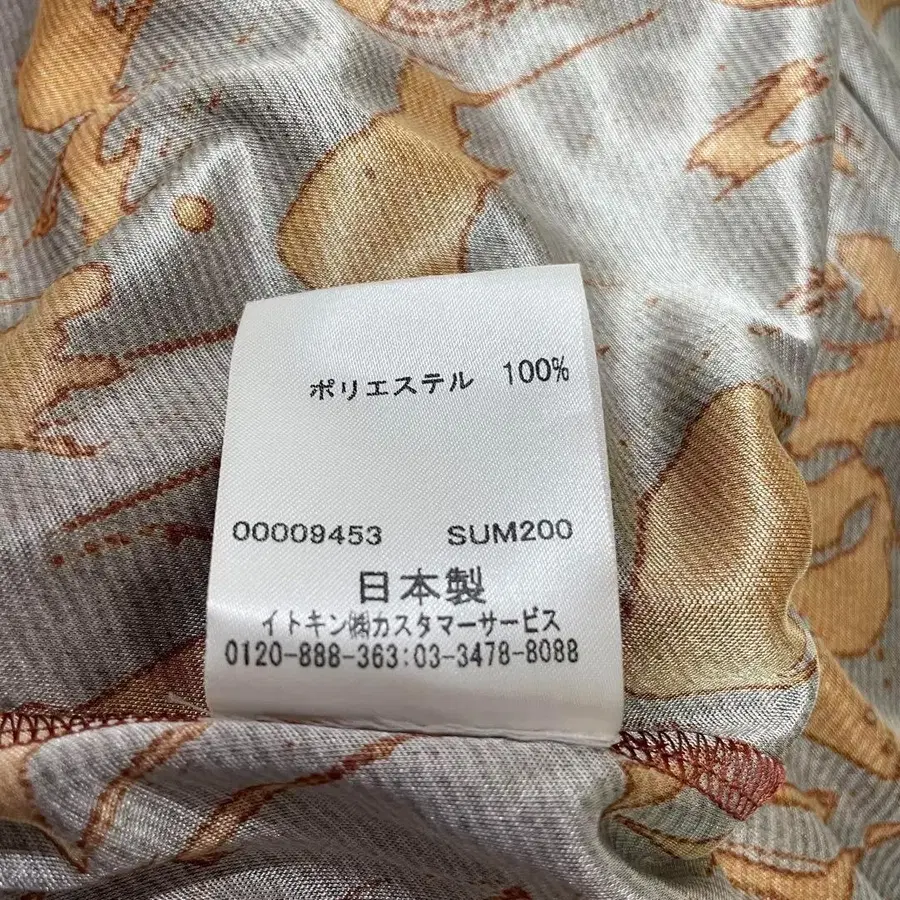 ポリエステル 100%
00009453 SUM200
日本製
イトキン㈱カスタマーサービス
0120-888-363:03-3478-8088